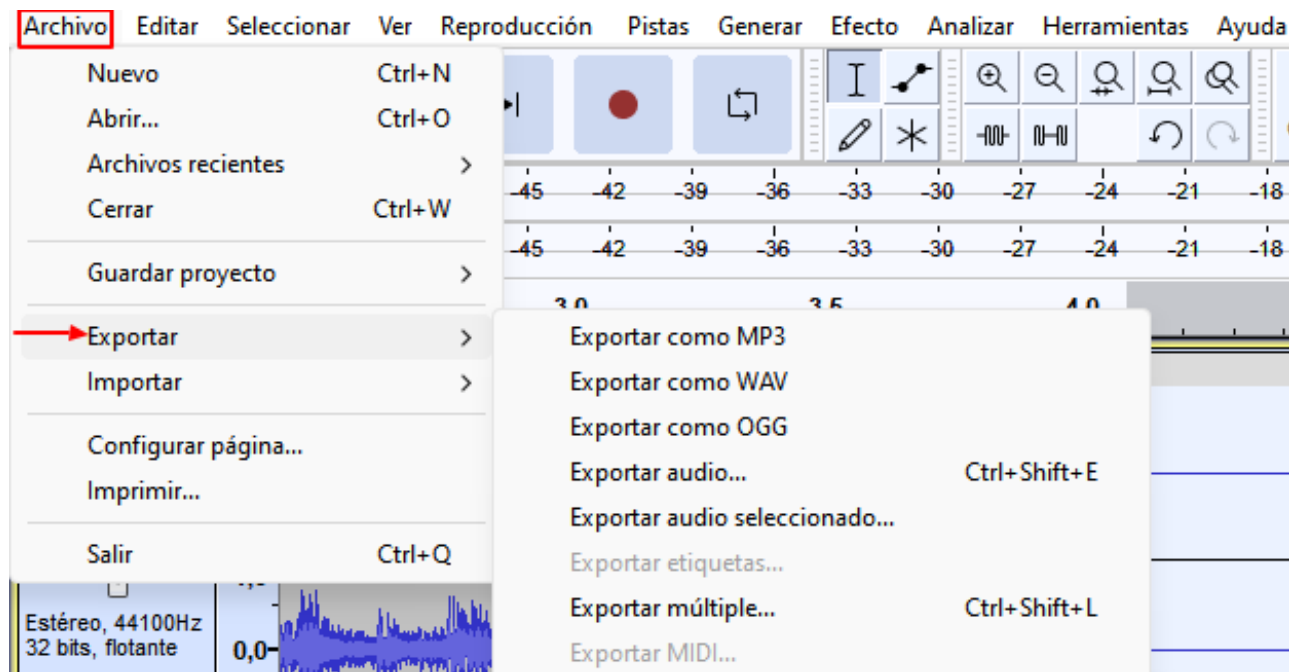 Archivo Editar Seleccionar Ver Reproducción Pistas Generar Efecto Analizar Herramientas Ayuda
Nuevo Ctrl+N
Abrir... Ctrl+O
Archivos recientes
Cerrar Ctrl+W
Guardar proyecto
Exportar
Importar
Configurar página...
Imprimir...
Salir Ctrl+Q
-45 -42 -39 -36 -33 -30 -27 -24 -21 -18
-45 -42 -39 -36 -33 -30 -27 -24 -21 -18
3.0 3.5 4.0
Exportar como MP3
Exportar como WAV
Exportar como OGG
Exportar audio... Ctrl+Shift+E
Exportar audio seleccionado...
Exportar etiquetas...
Exportar múltiple... Ctrl+Shift+L
Exportar MIDI...
Estéreo, 44100Hz
32 bits, flotante
0,0-